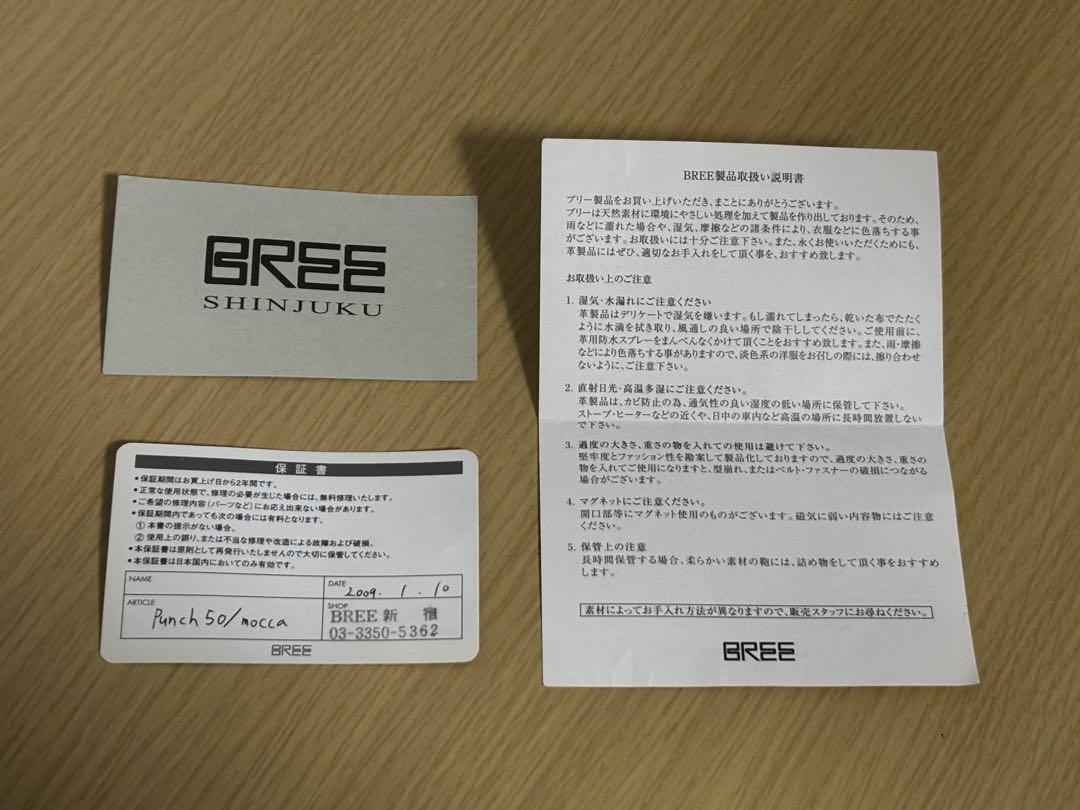 BREE
SHINJUKU
保証書
•保証期間はお買上げ日から2年間です。
•正常な使用状態で、修理の必要が生じた場合には、無料修理いたします。
•ご希望の修理内容（パーツなど）にお応え出来ない場合があります。
•保証期間内であっても次の場合には有料となります。
① 本書の提示がない場合。
② 使用上の誤り、または不当な修理や改造による故障および破損。
•本保証書は原則として再発行いたしませんので大切に保管してください。
•本保証書は日本国内においてのみ有効です。
NAME
DATE
2009. 1. 10
ARTICLE
Punch 50/mocca
SHOP
BREE 新 宿
03-3350-5362
BREE
BREE製品取扱い説明書
ブリー製品をお買い上げいただき、まことにありがとうございます。
ブリーは天然素材に環境にやさしい処理を加えて製品を作り出しております。そのため、
雨などに濡れた場合や、湿気、摩擦などの諸条件により、衣服などに色落ちする事
がございます。お取扱いには十分ご注意下さい。また、永くお使いいただくためにも、
革製品にはぜひ、適切なお手入れをして頂く事を、おすすめ致します。
お取扱い上のご注意
1. 湿気・水漏れにご注意ください
革製品はデリケートで湿気を嫌います。もし濡れてしまったら、乾いた布でたたく
ように水滴を拭き取り、風通しの良い場所で陰干ししてください。ご使用前に、
革用防水スプレーをまんべんなくかけて頂くことをおすすめ致します。また、雨・摩擦
などにより色落ちする事がありますので、淡色系の洋服をお召しの際には、擦り合わせ
ないように、ご注意下さい。
2. 直射日光・高温多湿にご注意ください。
革製品は、カビ防止の為、通気性の良い湿度の低い場所に保管して下さい。
ストーブ・ヒーターなどの近くや、日中の車内など高温の場所に長時間放置しない
で下さい。
3. 過度の大きさ、重さの物を入れての使用は避けて下さい。
堅牢度とファッション性を勘案して製品化しておりますので、過度の大きさ、重さの
物を入れてご使用になりますと、型崩れ、またはベルト・ファスナーの破損につながる
場合がございます。
4. マグネットにご注意ください。
開口部等にマグネット使用のものがございます。磁気に弱い内容物にはご注意
ください。
5. 保管上の注意
長時間保管する場合、柔らかい素材の鞄には、詰め物をして頂く事をおすすめ
します。
素材によってお手入れ方法が異なりますので、販売スタッフにお尋ねください。
BREE